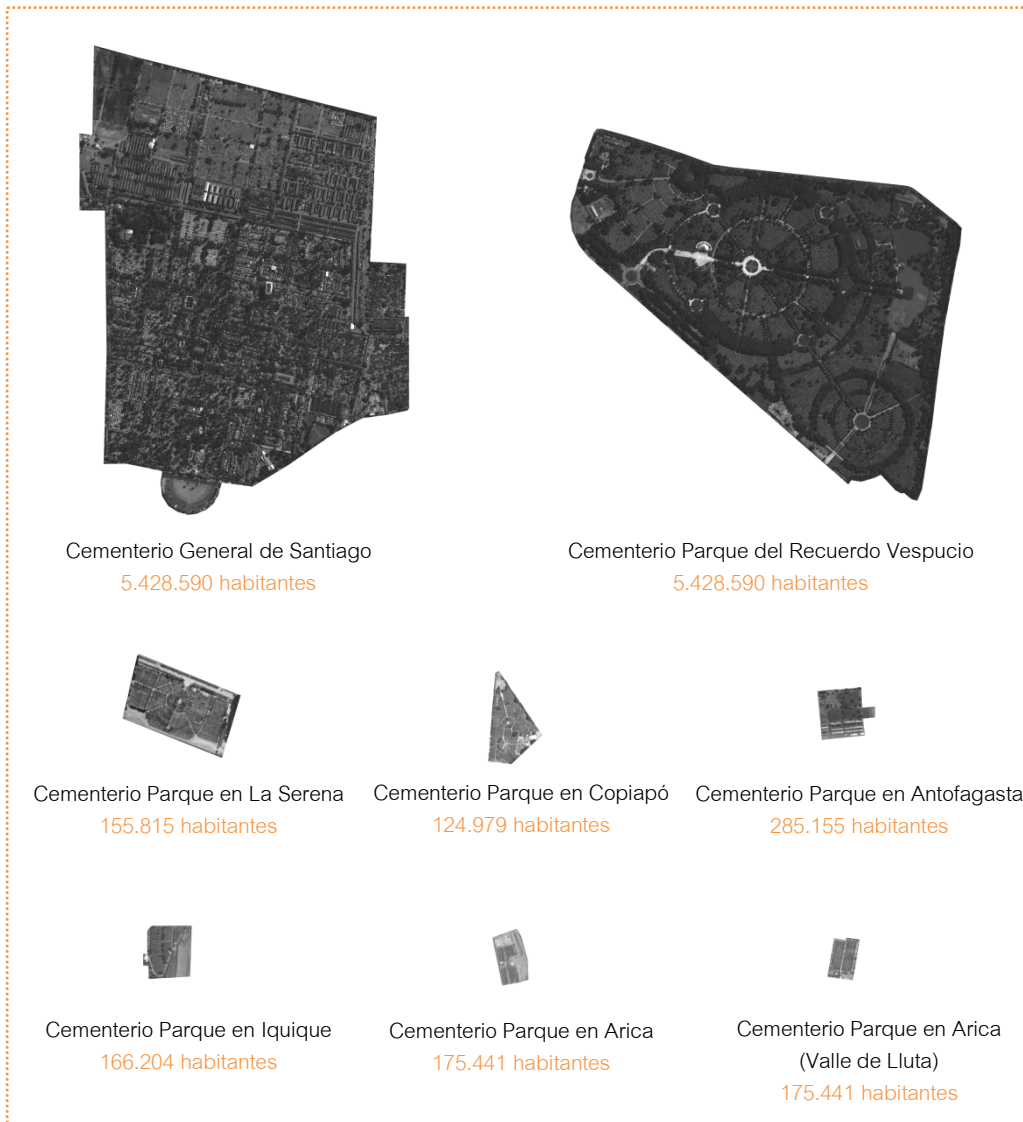 Cementerio General de Santiago
5.428.590 habitantes
Cementerio Parque del Recuerdo Vespucio
5.428.590 habitantes
Cementerio Parque en La Serena
155.815 habitantes
Cementerio Parque en Copiapó
124.979 habitantes
Cementerio Parque en Antofagasta
285.155 habitantes
Cementerio Parque en Iquique
166.204 habitantes
Cementerio Parque en Arica
175.441 habitantes
Cementerio Parque en Arica
(Valle de Lluta)
175.441 habitantes